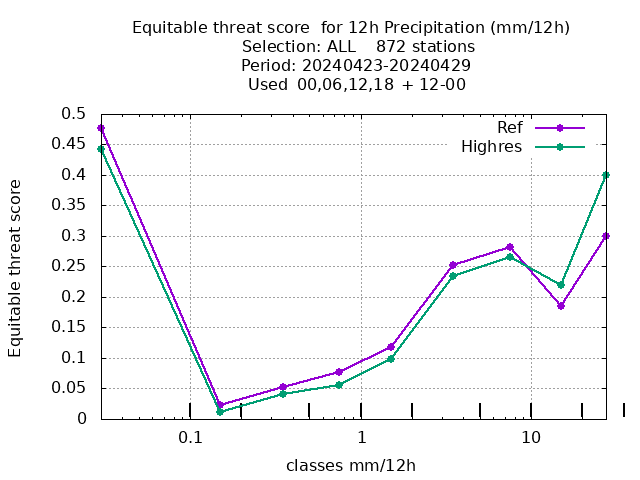 Equitable threat score  for 12h Precipitation (mm/12h)
Selection: ALL    872 stations
Period: 20240423-20240429
Used  00,06,12,18  + 12-00
Ref
Highres
0.5
0.45
0.4
0.35
0.3
0.25
0.2
0.15
0.1
0.05
0
Equitable threat score
0.1 1 10
classes mm/12h